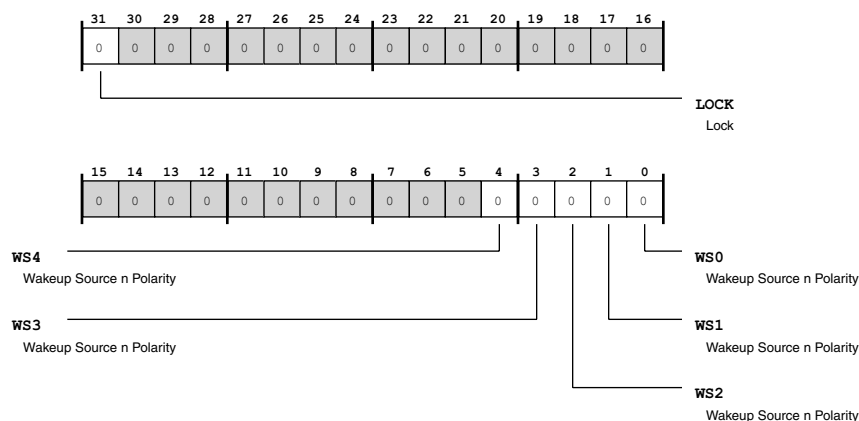 31 30 29 28 27 26 25 24 23 22 21 20 19 18 17 16
0 0 0 0 0 0 0 0 0 0 0 0 0 0 0 0
LOCK
Lock
15 14 13 12 11 10 9 8 7 6 5 4 3 2 1 0
0 0 0 0 0 0 0 0 0 0 0 0 0 0 0 0
WS4
Wakeup Source n Polarity
WS0
Wakeup Source n Polarity
WS3
Wakeup Source n Polarity
WS1
Wakeup Source n Polarity
WS2
Wakeup Source n Polarity